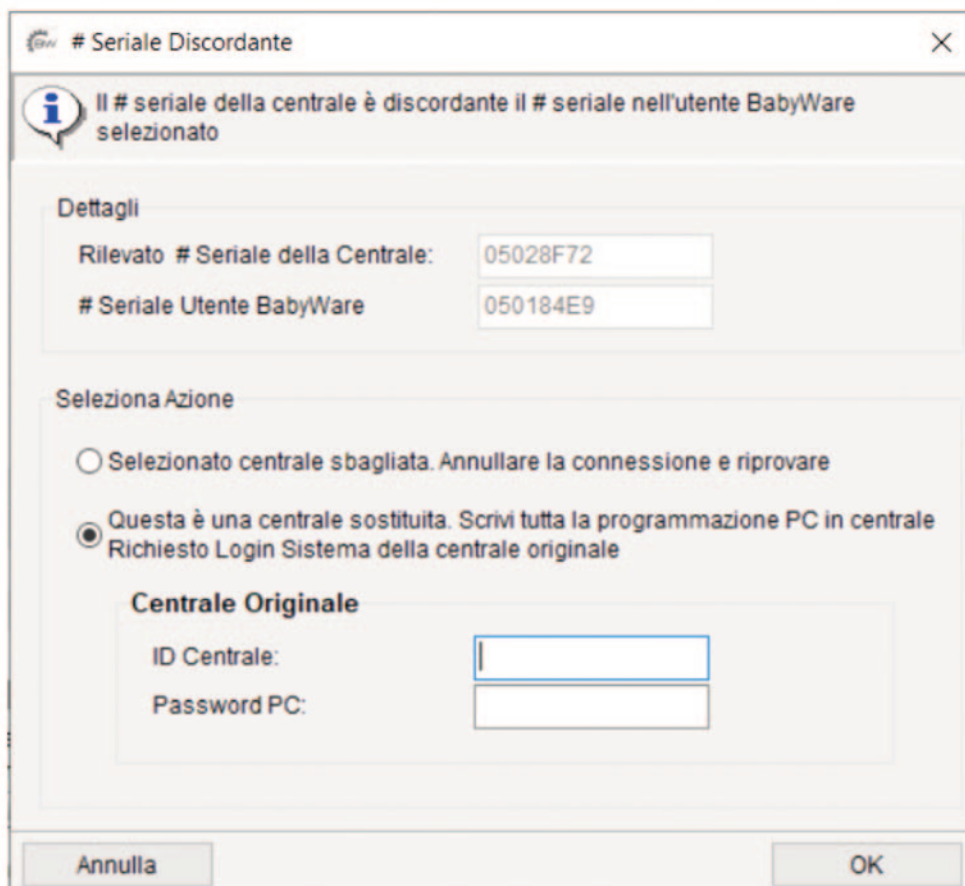 # Seriale Discordante
Il # seriale della centrale è discordante il # seriale nell'utente BabyWare
selezionato
Dettagli
Rilevato # Seriale della Centrale:
05028F72
# Seriale Utente BabyWare
050184E9
Seleziona Azione
Selezionato centrale sbagliata. Annullare la connessione e riprovare
Questa è una centrale sostituita. Scrivi tutta la programmazione PC in centrale
Richiesto Login Sistema della centrale originale
Centrale Originale
ID Centrale:
Password PC:
Annulla
OK